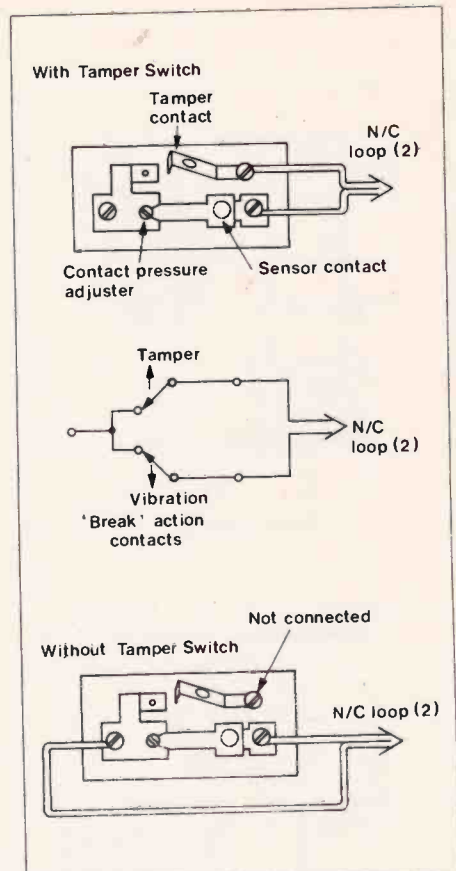 With Tamper Switch
Tamper
contact
N/C
loop (2)
Contact pressure
adjuster
Sensor contact
Tamper
N/C
loop (2)
Vibration
'Break' action
contacts
Not connected
Without Tamper Switch
N/C loop (2)